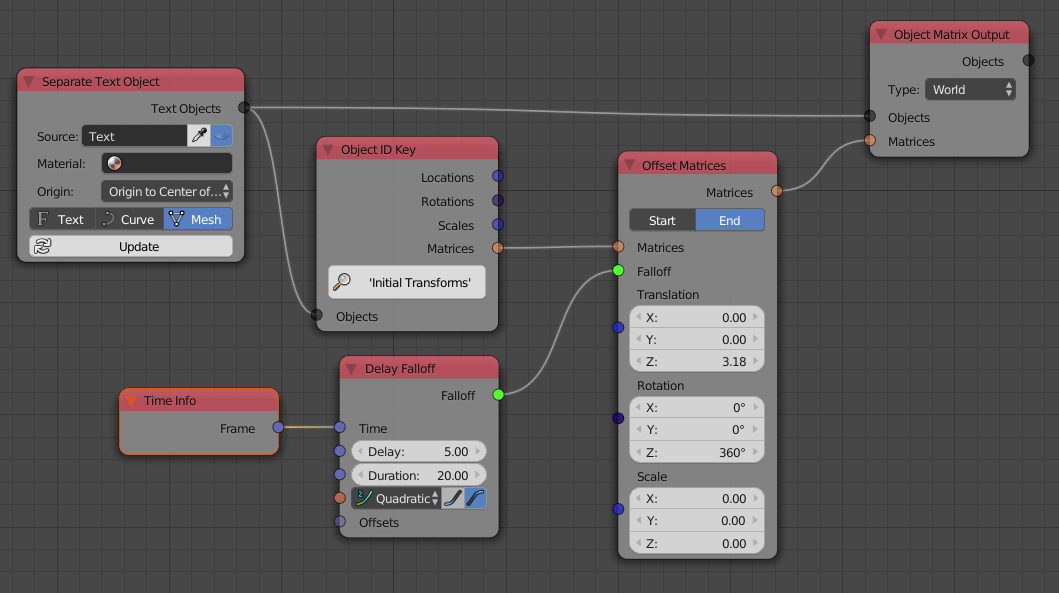 Separate Text Object
Text Objects
Source: Text
Material:
Origin: Origin to Center of...
F Text Curve Mesh
Update
Object ID Key
Locations
Rotations
Scales
Matrices
'Initial Transforms'
Objects
Time Info
Frame
Delay Falloff
Falloff
Time
Delay: 5.00
Duration: 20.00
Quadratic
Offsets
Offset Matrices
Matrices
Start End
Matrices
Falloff
Translation
X: 0.00
Y: 0.00
Z: 3.18
Rotation
X: 0°
Y: 0°
Z: 360°
Scale
X: 0.00
Y: 0.00
Z: 0.00
Object Matrix Output
Objects
Type: World
Objects
Matrices